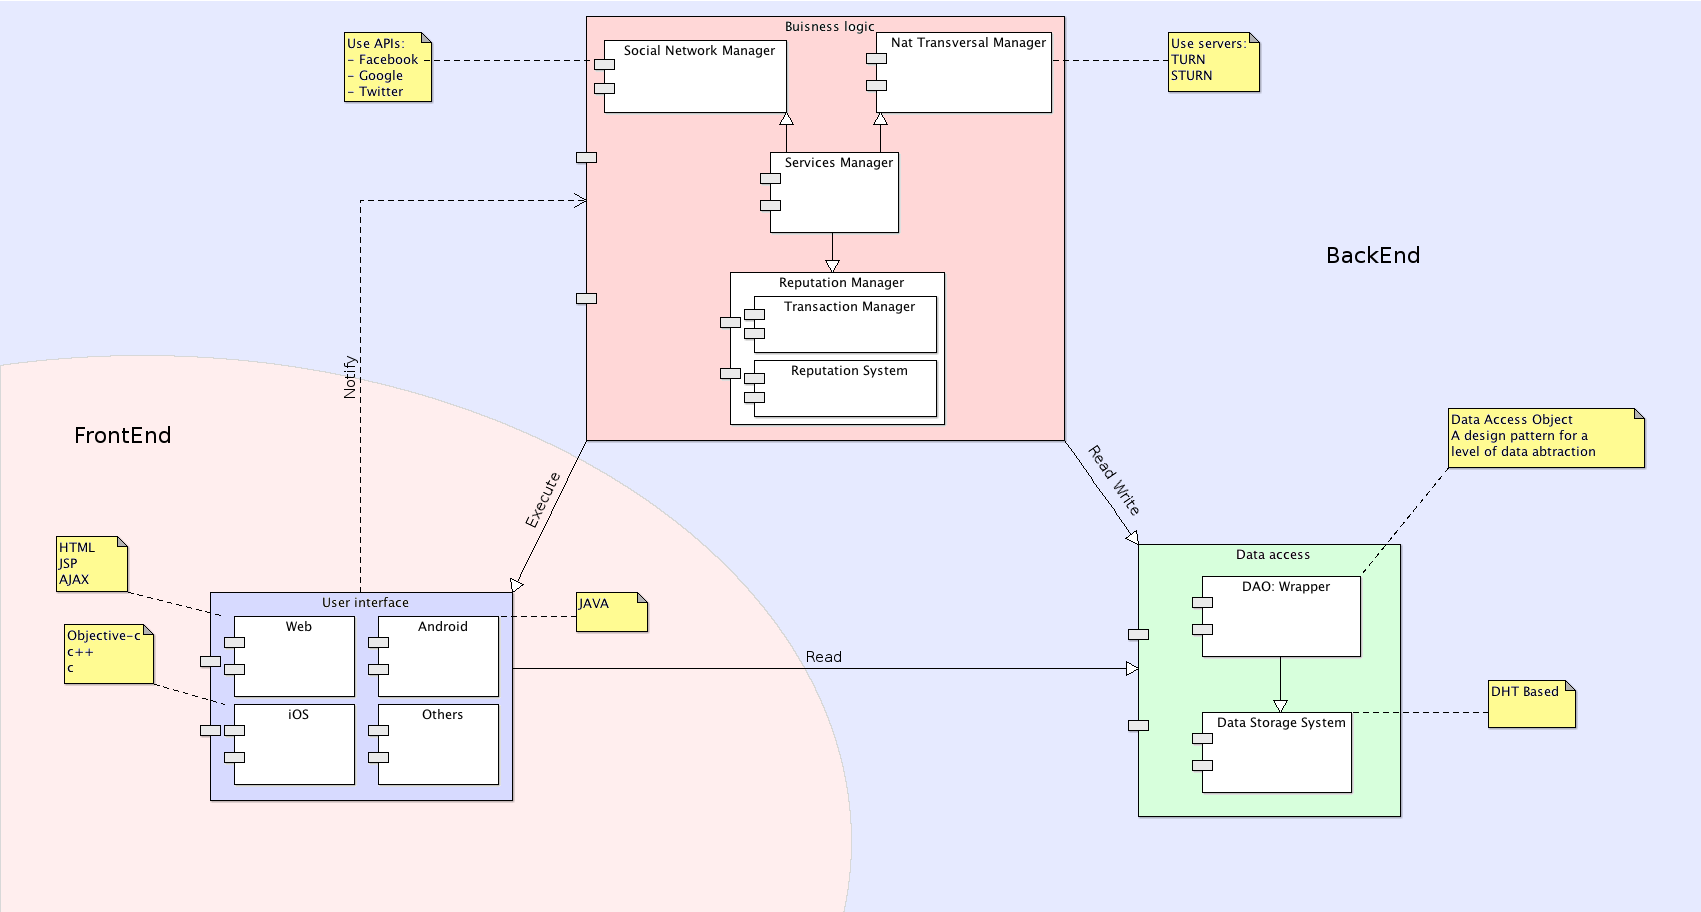 Buisness logic
Use APIs:
- Facebook
- Google
- Twitter
Social Network Manager
Nat Transversal Manager
Use servers:
TURN
STURN
Services Manager
BackEnd
Reputation Manager
Transaction Manager
Reputation System
Notify
FrontEnd
Execute
Read Write
Data Access Object
A design pattern for a
level of data abtraction
HTML
JSP
AJAX
Objective-c
c++
c
User interface
Web
Android
iOS
Others
JAVA
Read
Data access
DAO: Wrapper
Data Storage System
DHT Based